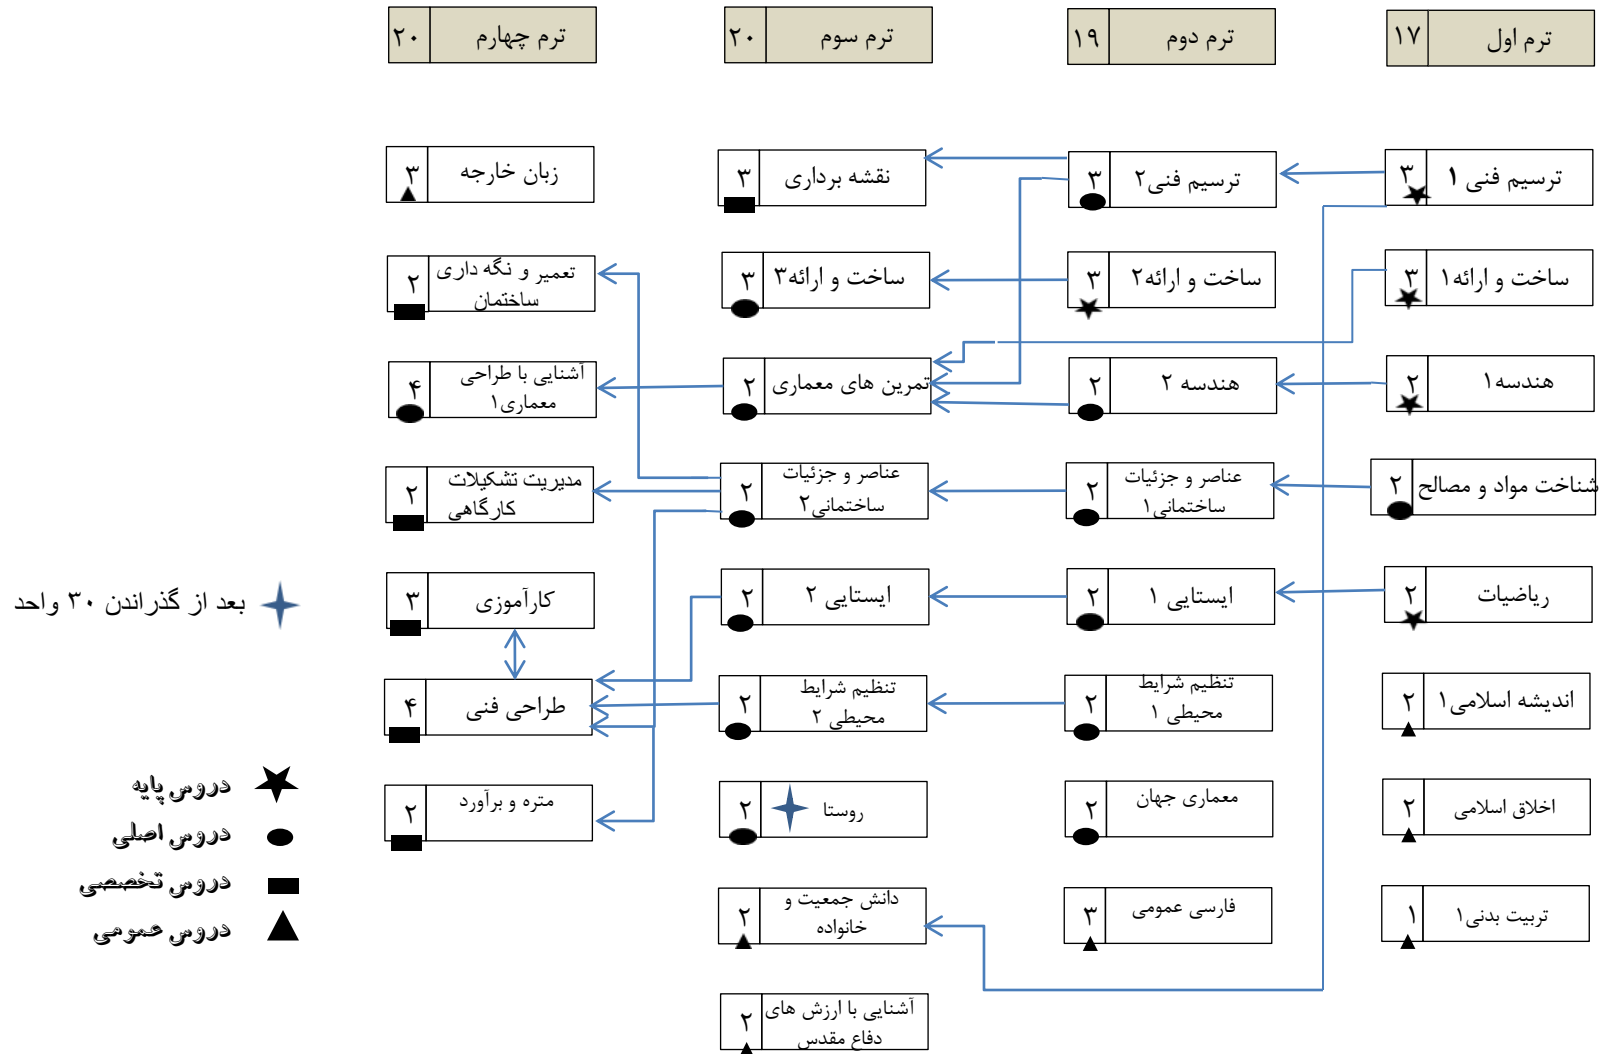 ترم اول ۱۷
ترم دوم ۱۹
ترم سوم ۲۰
ترم چهارم ۲۰
ترسیم فنی ۱ ۳
ترسیم فنی۲ ۳
نقشه برداری ۳
زبان خارجه ۳
ساخت و ارائه۱ ۳
ساخت و ارائه۲ ۳
ساخت و ارائه۳ ۳
تعمیر و نگه داری
ساختمان
۲
هندسه۱ ۲
هندسه ۲ ۲
تمرین های معماری ۲
آشنایی با طراحی
معماری۱
۴
شناخت مواد و مصالح ۲
عناصر و جزئیات
ساختمانی۱
۲
عناصر و جزئیات
ساختمانی۲
۲
مدیریت تشکیلات
کارگاهی
۲
ریاضیات ۲
ایستایی ۱ ۲
ایستایی ۲ ۲
کارآموزی ۳
بعد از گذراندن ۳۰ واحد
اندیشه اسلامی۱ ۲
تنظیم شرایط
محیطی ۱
۲
تنظیم شرایط
محیطی ۲
۲
طراحی فنی ۴
اخلاق اسلامی ۲
معماری جهان ۲
روستا ۲
متره و برآورد ۲
تربیت بدنی۱ ۱
فارسی عمومی ۳
دانش جمعیت و
خانواده
۲
آشنایی با ارزش های
دفاع مقدس
۲
دروس پایه
دروس اصلی
دروس تخصصی
دروس عمومی